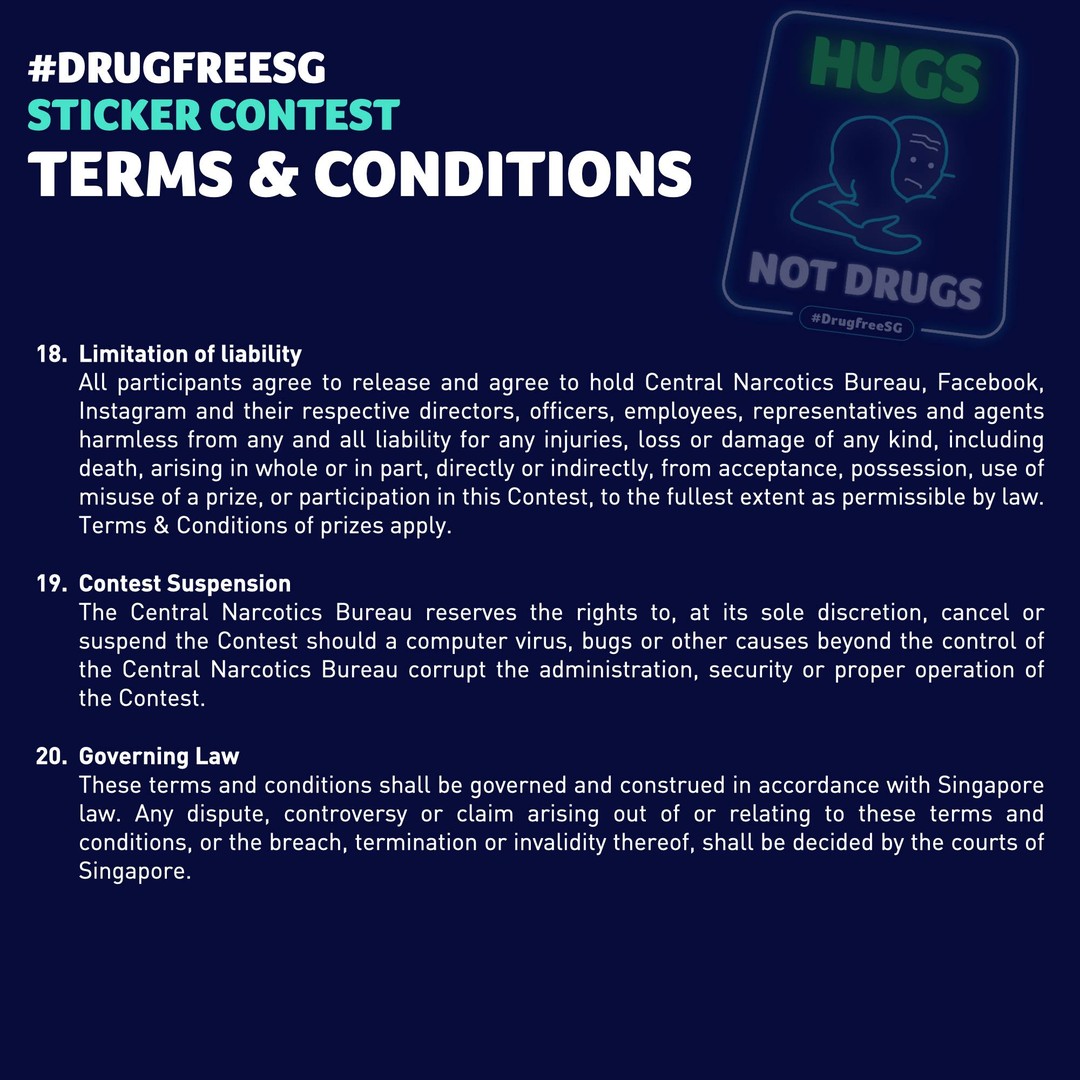 #DRUGFREESG
STICKER CONTEST
TERMS & CONDITIONS
HUGS
NOT DRUGS
#DrugFreeSG
18. Limitation of liability
All participants agree to release and agree to hold Central Narcotics Bureau, Facebook,
Instagram and their respective directors, officers, employees, representatives and agents
harmless from any and all liability for any injuries, loss or damage of any kind, including
death, arising in whole or in part, directly or indirectly, from acceptance, possession, use of
misuse of a prize, or participation in this Contest, to the fullest extent as permissible by law.
Terms & Conditions of prizes apply.
19. Contest Suspension
The Central Narcotics Bureau reserves the rights to, at its sole discretion, cancel or
suspend the Contest should a computer virus, bugs or other causes beyond the control of
the Central Narcotics Bureau corrupt the administration, security or proper operation of
the Contest.
20. Governing Law
These terms and conditions shall be governed and construed in accordance with Singapore
law. Any dispute, controversy or claim arising out of or relating to these terms and
conditions, or the breach, termination or invalidity thereof, shall be decided by the courts of
Singapore.